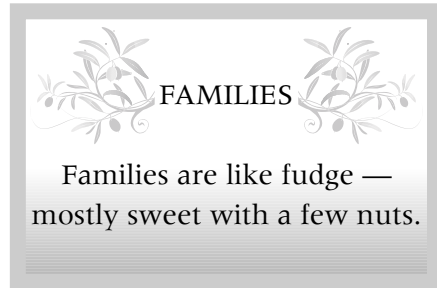 FAMILIES
Families are like fudge —
mostly sweet with a few nuts.